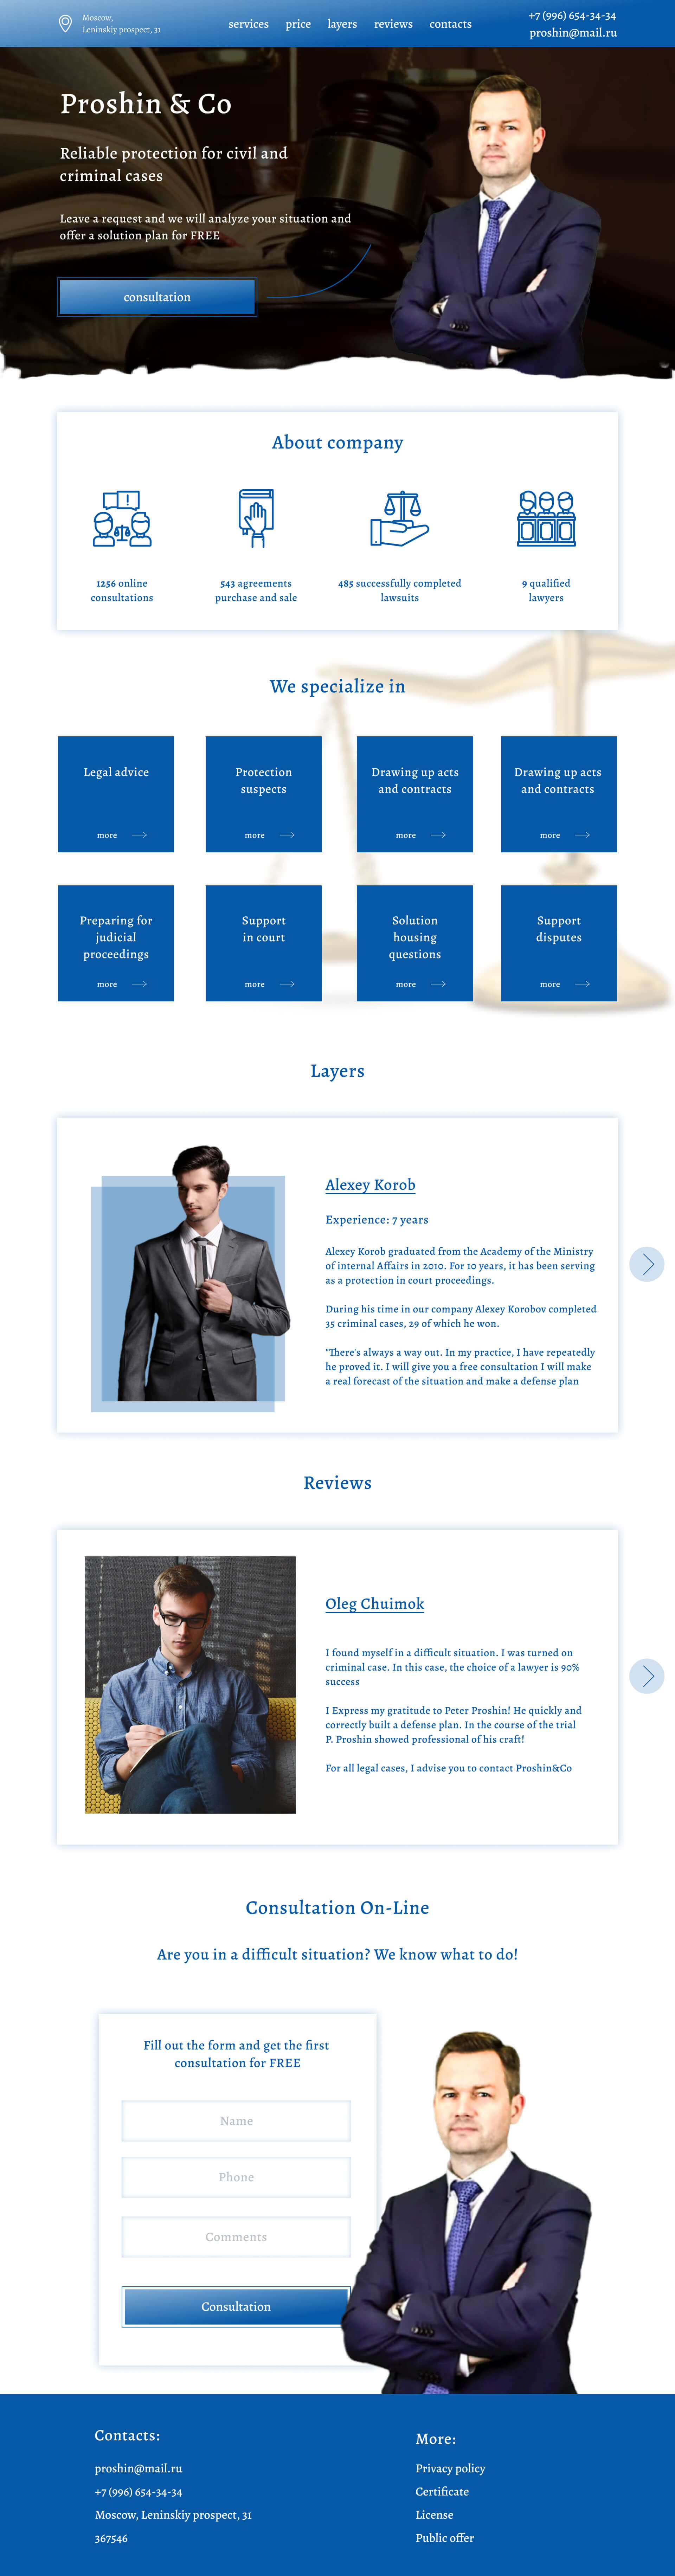 Moscow,
Leninskiy prospect, 31
services price layers reviews contacts
+7 (996) 654-34-34
proshin@mail.ru
Proshin & Co
Reliable protection for civil and
criminal cases
Leave a request and we will analyze your situation and
offer a solution plan for FREE
consultation
About company
1256 online
consultations
543 agreements
purchase and sale
485 successfully completed
lawsuits
9 qualified
lawyers
We specialize in
Legal advice
more
Protection
suspects
more
Drawing up acts
and contracts
more
Drawing up acts
and contracts
more
Preparing for
judicial
proceedings
more
Support
in court
more
Solution
housing
questions
more
Support
disputes
more
Layers
Alexey Korob
Experience: 7 years
Alexey Korob graduated from the Academy of the Ministry
of internal Affairs in 2010. For 10 years, it has been serving
as a protection in court proceedings.
During his time in our company Alexey Korobov completed
35 criminal cases, 29 of which he won.
"There's always a way out. In my practice, I have repeatedly
he proved it. I will give you a free consultation I will make
a real forecast of the situation and make a defense plan
Reviews
Oleg Chuimok
I found myself in a difficult situation. I was turned on
criminal case. In this case, the choice of a lawyer is 90%
success
I Express my gratitude to Peter Proshin! He quickly and
correctly built a defense plan. In the course of the trial
P. Proshin showed professional of his craft!
For all legal cases, I advise you to contact Proshin&Co
Consultation On-Line
Are you in a difficult situation? We know what to do!
Fill out the form and get the first
consultation for FREE
Name
Phone
Comments
Consultation
Contacts:
proshin@mail.ru
+7 (996) 654-34-34
Moscow, Leninskiy prospect, 31
367546
More:
Privacy policy
Certificate
License
Public offer